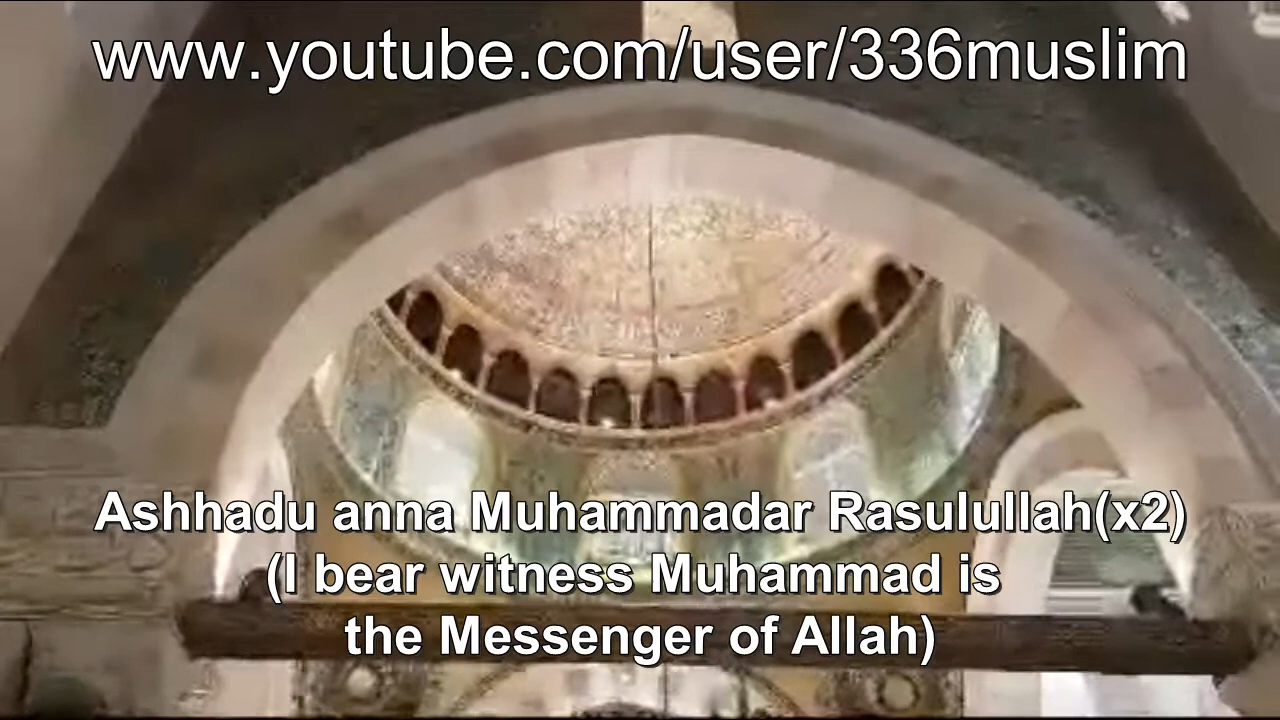 www.youtube.com/user/336muslim
Ashhadu anna Muhammadar Rasulullah(x2)
(I bear witness Muhammad is
the Messenger of Allah)